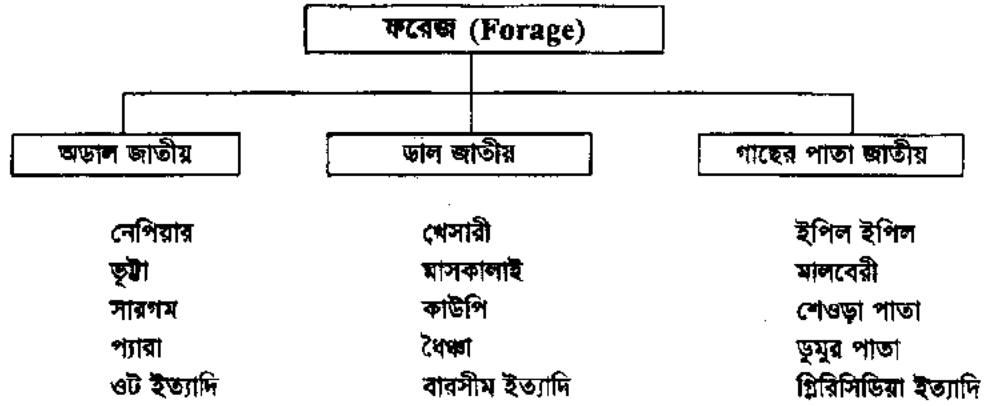 ফরেজ (Forage)
অডাল জাতীয়
ডাল জাতীয়
গাছের পাতা জাতীয়
নেপিয়ার
ভূট্টা
সারগম
প্যারা
ওট ইত্যাদি
খেসারী
মাসকালাই
কাউপি
ধৈঞ্চা
বারসীম ইত্যাদি
ইপিল ইপিল
মালবেরী
শেওড়া পাতা
ডুমুর পাতা
গ্লিরিসিডিয়া ইত্যাদি